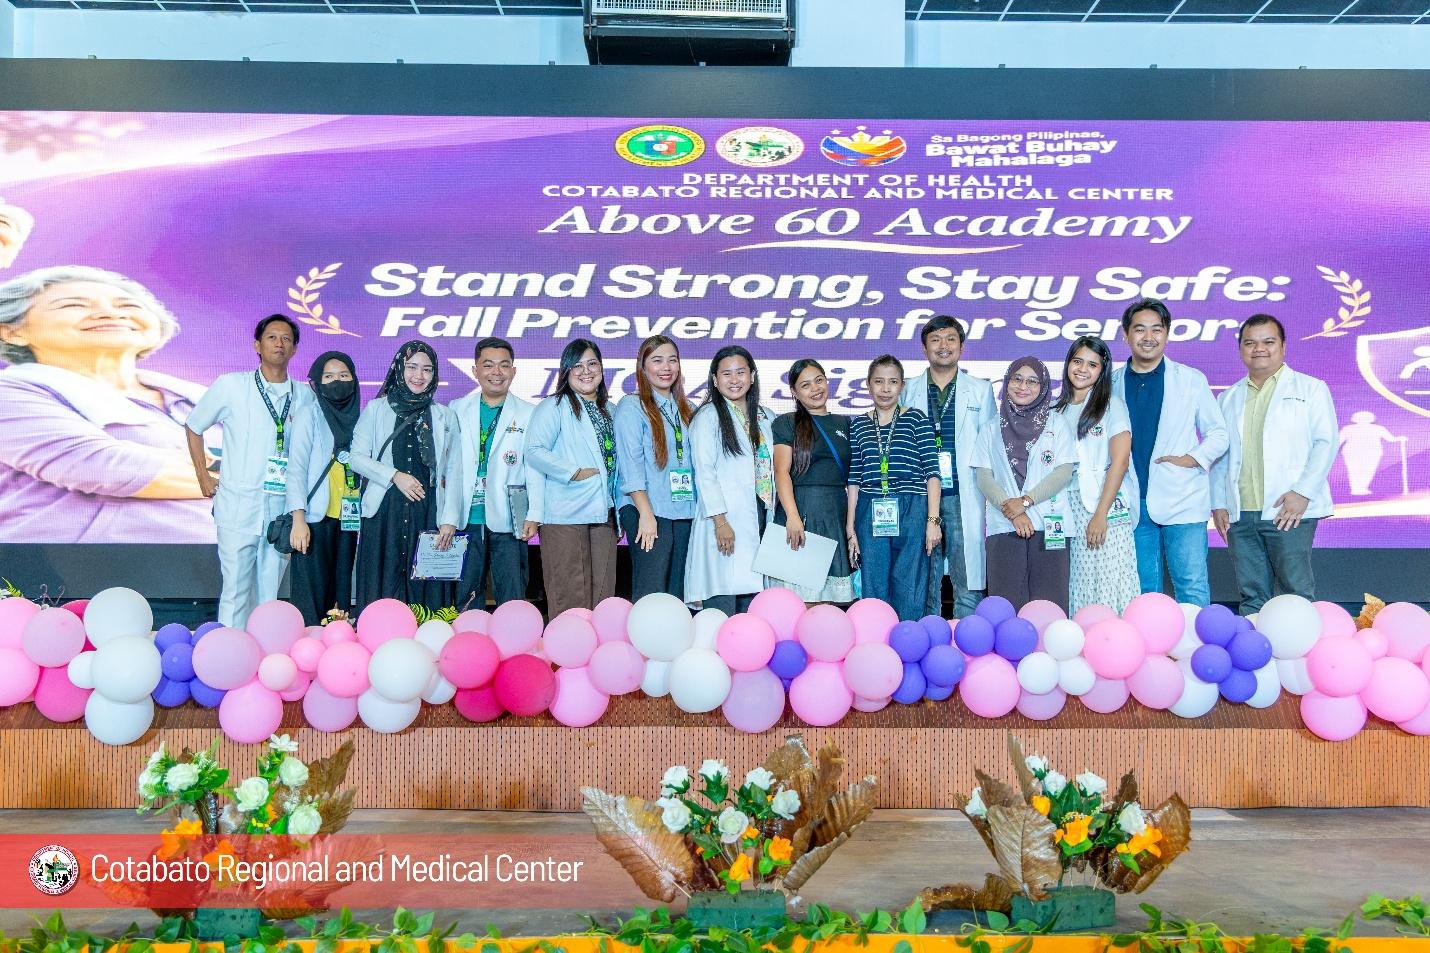 Sa Bagong Pilipinas,
Bawat Buhay
Mahalaga
DEPARTMENT OF HEALTH
COTABATO REGIONAL AND MEDICAL CENTER
Above 60 Academy
Stand Strong, Stay Safe:
Fall Prevention for Senior
Cotabato Regional and Medical Center